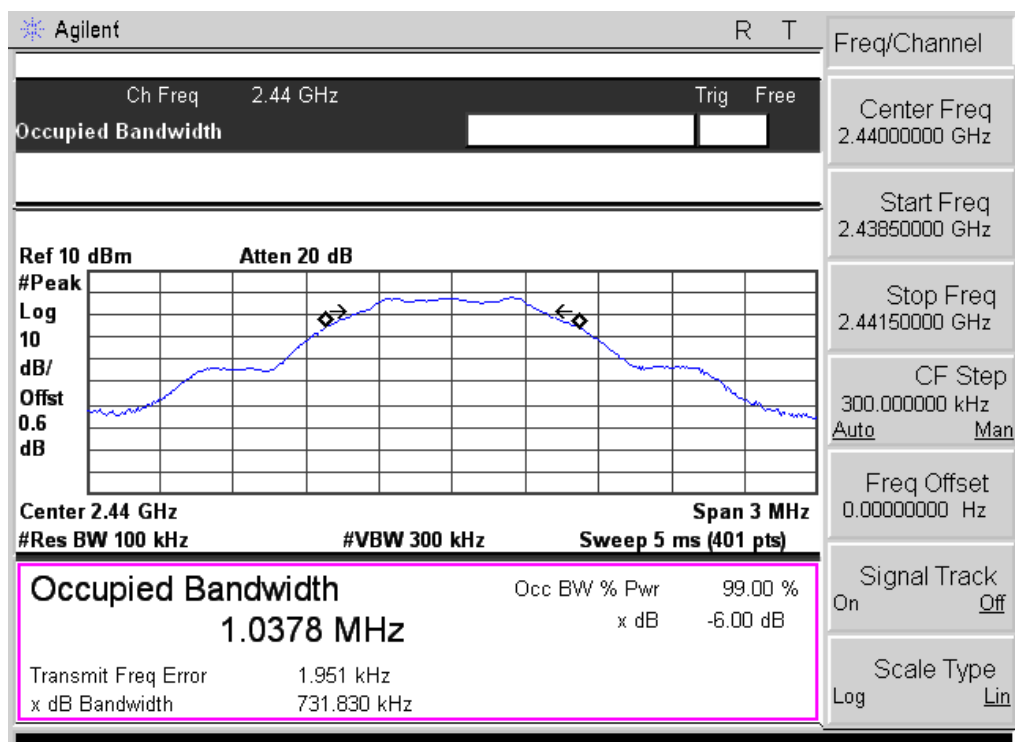 Agilent R T
Ch Freq 2.44 GHz Trig Free
Occupied Bandwidth
Ref 10 dBm Atten 20 dB
#Peak
Log
10
dB/
Offst
0.6
dB
Center 2.44 GHz Span 3 MHz
#Res BW 100 kHz #VBW 300 kHz Sweep 5 ms (401 pts)
Occupied Bandwidth
1.0378 MHz
Occ BW % Pwr 99.00 %
x dB -6.00 dB
Transmit Freq Error 1.951 kHz
x dB Bandwidth 731.830 kHz
Freq/Channel
Center Freq
2.44000000 GHz
Start Freq
2.43850000 GHz
Stop Freq
2.44150000 GHz
CF Step
300.000000 kHz
Auto Man
Freq Offset
0.00000000 Hz
Signal Track
On Off
Scale Type
Log Lin